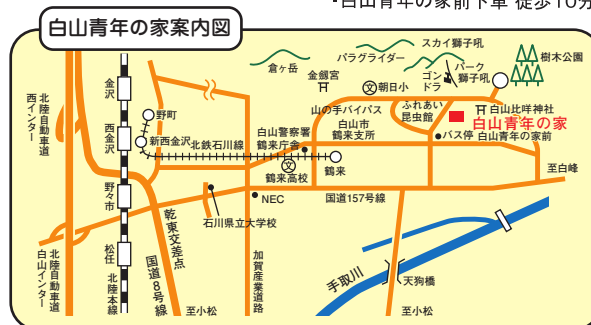 ・白山青年の家前下車 徒歩10分
白山青年の家案内図
スカイ獅子吼
パラグライダー
倉ヶ岳
金劔宮
文 朝日小
ゴン
ドラ
パーク
獅子吼
樹木公園
金沢
北陸自動車道
西インター
野町
山の手バイパス
ふれあい
昆虫館
白山比咩神社
白山青年の家
白山市
鶴来支所
バス停 白山青年の家前
西金沢
新西金沢
北鉄石川線
白山警察署
鶴来庁舎
文
鶴来高校
鶴来
至白峰
野々市
NEC
国道157号線
石川県立大学校
乾東交差点
松任
北陸自動車道
白山インター
北陸本線
国道8号線
加賀産業道路
手取川
天狗橋
至小松
至小松